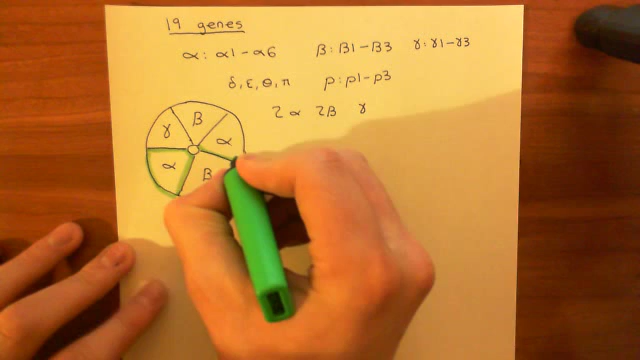 19 genes
α: α1-α6 β: β1-β3 γ: γ1-γ3
δ, ε, θ, π ρ: ρ1-ρ3
2α 2β γ
β
γ α
α β